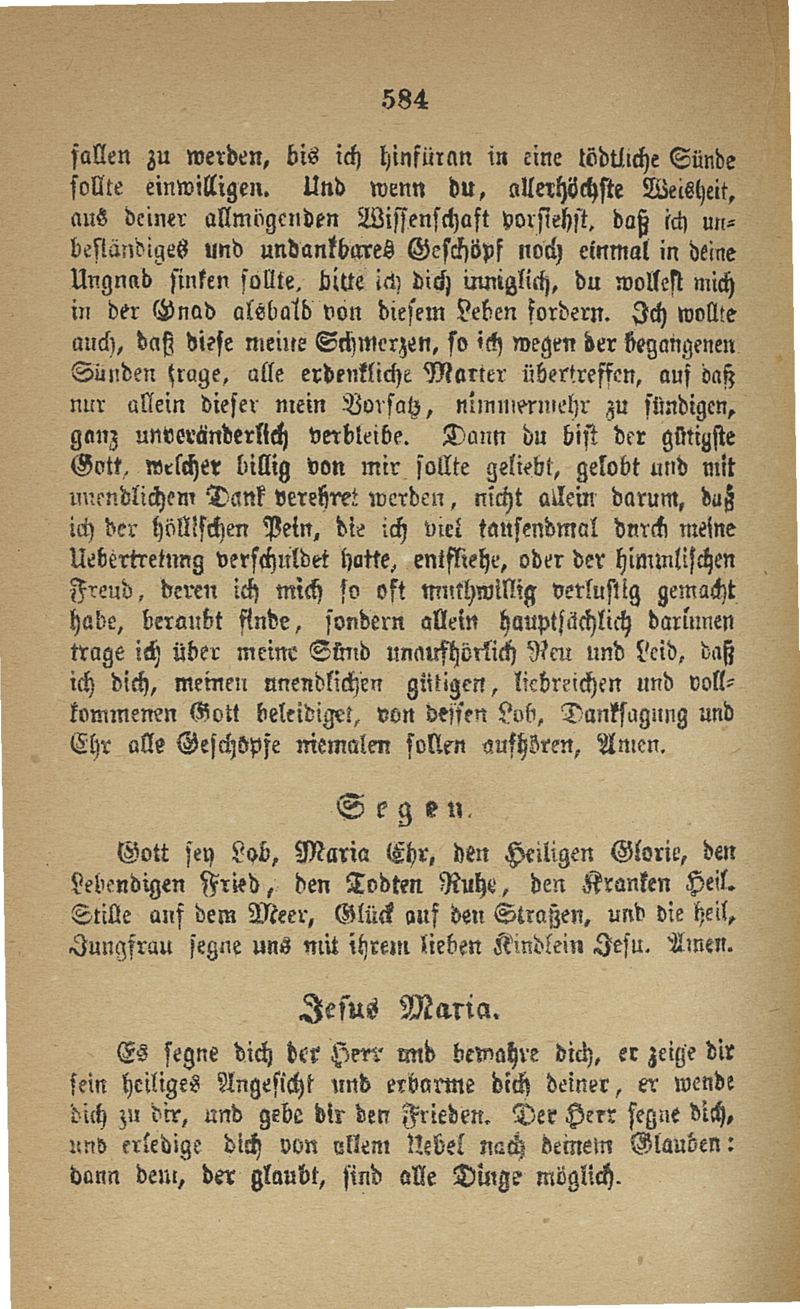 584
fallen zu werden, bis ich hinfüran in eine tödtliche Sünde
sollte einwilligen. Und wenn du, allerhöchste Weisheit,
aus deiner allmögenden Wissenschaft vorsiehst, daß ich un-
beständiges und undankbares Geschöpf noch einmal in deine
Ungnad sinken sollte, bitte ich dich inniglich, du wollest mich
in der Gnad alsbald von diesem Leben fordern. Ich wollte
auch, daß diese meine Schmerzen, so ich wegen der begangenen
Sünden trage, alle erdenkliche Marter übertreffen, auf daß
nur allein dieser mein Vorsatz, nimmermehr zu sündigen,
ganz unveränderlich verbleibe. Dann du bist der gütigste
Gott, welcher billig von mir sollte geliebt, gelobt und mit
unendlichem Dank verehret werden, nicht allein darum, daß
ich der höllischen Pein, die ich viel tausendmal durch meine
Uebertretung verschuldet hatte, entfliehe, oder der himmlischen
Freud, deren ich mich so oft muthwillig verlustig gemacht
habe, beraubt finde, sondern allein hauptsächlich darinnen
trage ich über meine Sünd unaufhörlich Reu und Leid, daß
ich dich, meinen unendlichen gütigen, liebreichen und voll-
kommenen Gott beleidiget, von dessen Lob, Danksagung und
Ehr alle Geschöpfe niemalen sollen aufhören, Amen.
Segen.
Gott sey Lob, Maria Ehr, den Heiligen Glorie, den
Lebendigen Fried, den Todten Ruhe, den Kranken Heil.
Stille auf dem Meer, Glück auf den Straßen, und die heil,
Jungfrau segne uns mit ihrem lieben Kindlein Jesu. Amen.
Jesus Maria.
Es segne dich der Herr und bewahre dich, er zeige dir
sein heiliges Angesicht und erbarme dich deiner, er wende
dich zu dir, und gebe dir den Frieden. Der Herr segne dich,
und erledige dich von allem Uebel nach deinem Glauben:
dann dem, der glaubt, sind alle Dinge möglich.